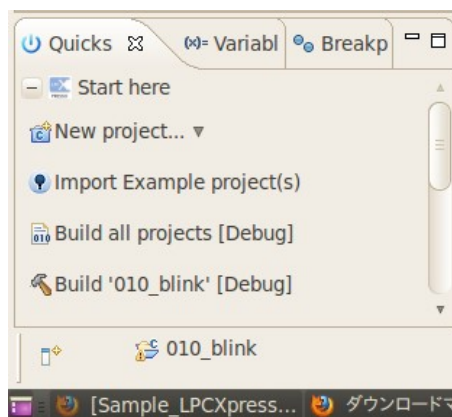 Quicks (x)= Variabl Breakp
Start here
New project...
Import Example project(s)
Build all projects [Debug]
Build '010_blink' [Debug]
010_blink
[Sample_LPCXpress... ダウンロードマ